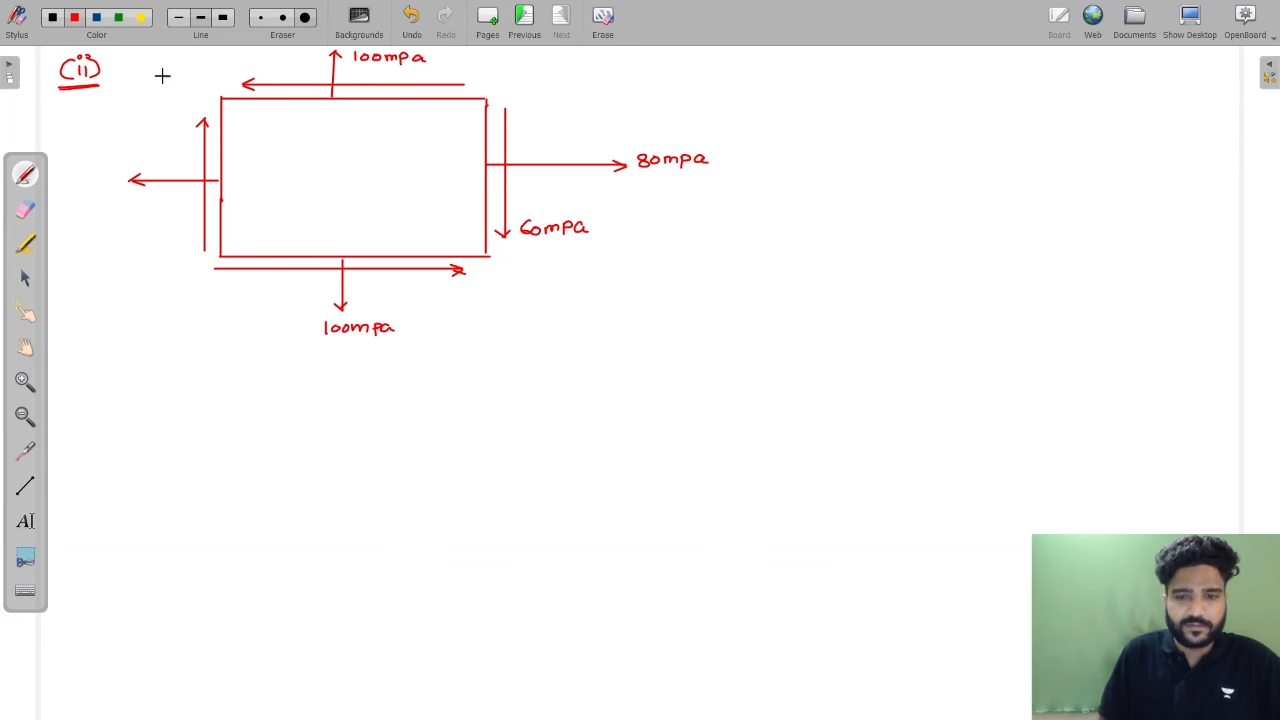 Stylus
Color
Line
Eraser
Backgrounds
Undo
Redo
Pages
Previous
Next
Erase
Board
Web
Documents
Show Desktop
OpenBoard
(ii)
100mpa
80mpa
60mpa
100mpa